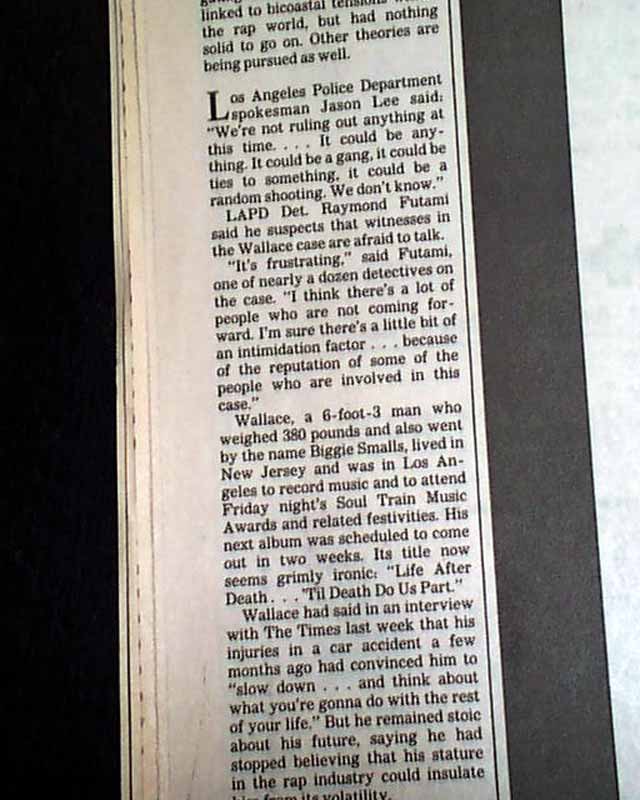 linked to bicoastal tensions
the rap world, but had nothing
solid to go on. Other theories are
being pursued as well.
Los Angeles Police Department
spokesman Jason Lee said:
"We're not ruling out anything at
this time. . . . It could be any-
thing. It could be a gang, it could be
ties to something, it could be a
random shooting. We don't know."
LAPD Det. Raymond Futami
said he suspects that witnesses in
the Wallace case are afraid to talk.
"It's frustrating," said Futami,
one of nearly a dozen detectives on
the case. "I think there's a lot of
people who are not coming for-
ward. I'm sure there's a little bit of
an intimidation factor . . . because
of the reputation of some of the
people who are involved in this
case."
Wallace, a 6-foot-3 man who
weighed 380 pounds and also went
by the name Biggie Smalls, lived in
New Jersey and was in Los An-
geles to record music and to attend
Friday night's Soul Train Music
Awards and related festivities. His
next album was scheduled to come
out in two weeks. Its title now
seems grimly ironic: "Life After
Death . . . 'Til Death Do Us Part."
Wallace had said in an interview
with The Times last week that his
injuries in a car accident a few
months ago had convinced him to
"slow down . . . and think about
what you're gonna do with the rest
of your life." But he remained stoic
about his future, saying he had
stopped believing that his stature
in the rap industry could insulate
him from its volatility.